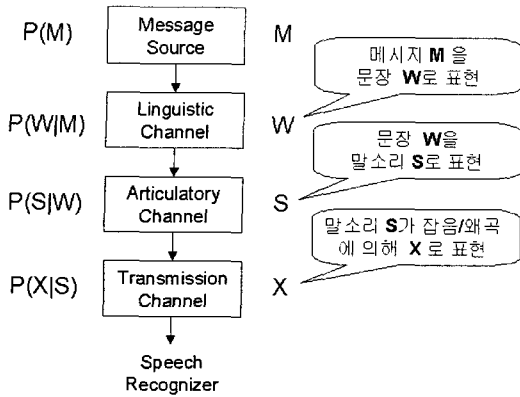 P(M)
Message
Source
M
메시지 M 을
문장 W로 표현
P(W|M)
Linguistic
Channel
W
문장 W을
말소리 S로 표현
P(S|W)
Articulatory
Channel
S
말소리 S가 잡음/왜곡
에 의해 X 로 표현
P(X|S)
Transmission
Channel
X
Speech
Recognizer